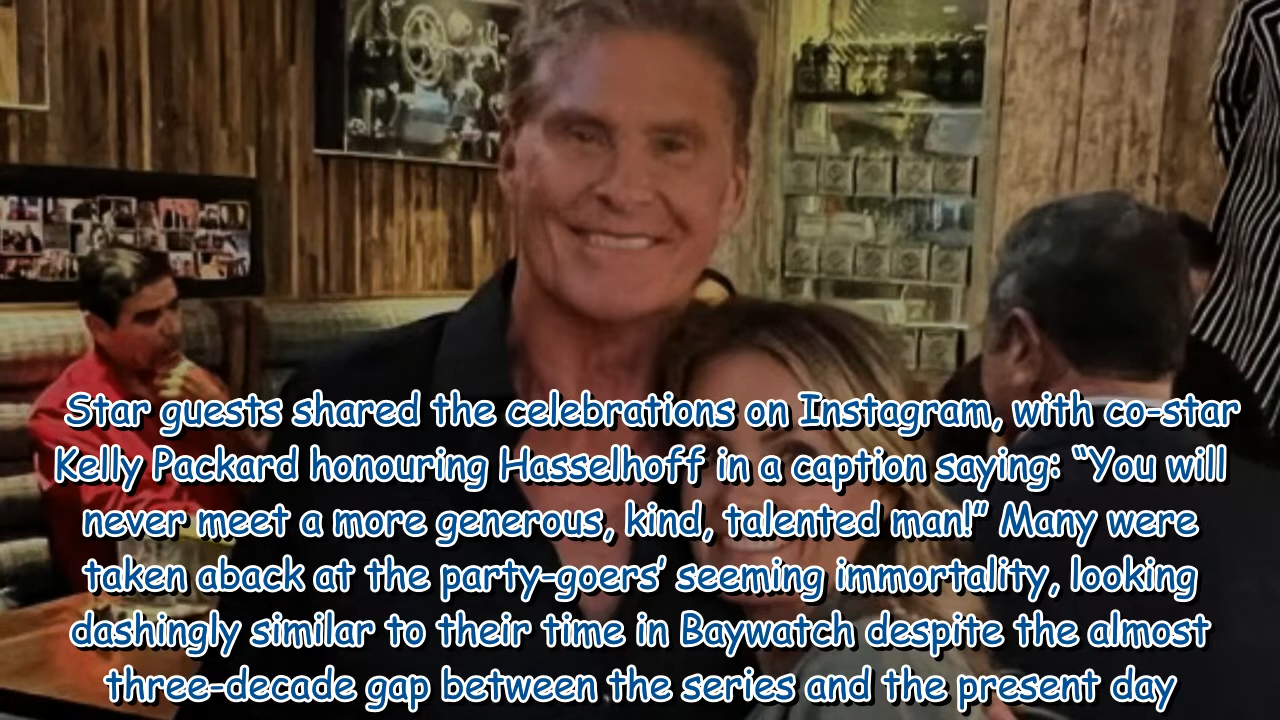 Star guests shared the celebrations on Instagram, with co-star
Kelly Packard honouring Hasselhoff in a caption saying: “You will
never meet a more generous, kind, talented man!” Many were
taken aback at the party-goers’ seeming immortality, looking
dashingly similar to their time in Baywatch despite the almost
three-decade gap between the series and the present day